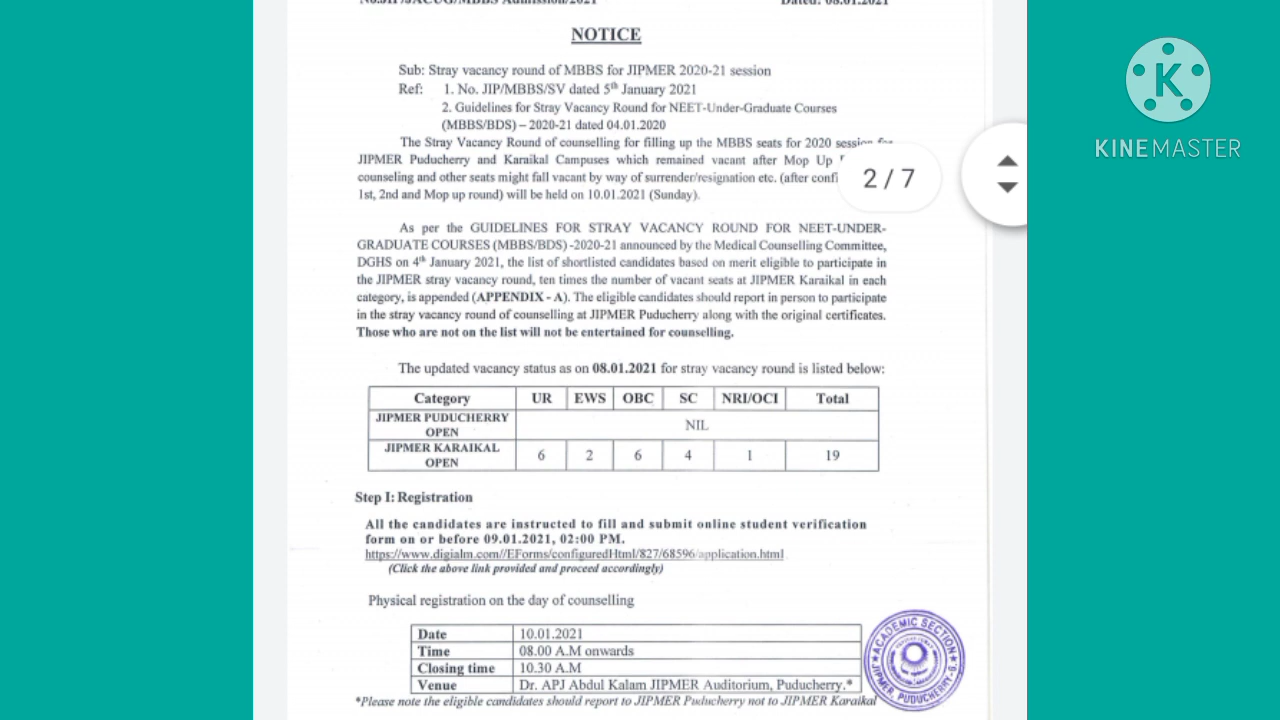 NOTICE
Sub: Stray vacancy round of MBBS for JIPMER 2020-21 session
Ref: 1. No. JIP/MBBS/SV dated 5th January 2021
2. Guidelines for Stray Vacancy Round for NEET-Under-Graduate Courses
(MBBS/BDS) – 2020-21 dated 04.01.2020
The Stray Vacancy Round of counselling for filling up the MBBS seats for 2020 session for
JIPMER Puducherry and Karaikal Campuses which remained vacant after Mop Up
counseling and other seats might fall vacant by way of surrender/resignation etc. (after confi
1st, 2nd and Mop up round) will be held on 10.01.2021 (Sunday).
As per the GUIDELINES FOR STRAY VACANCY ROUND FOR NEET-UNDER-
GRADUATE COURSES (MBBS/BDS) -2020-21 announced by the Medical Counselling Committee,
DGHS on 4th January 2021, the list of shortlisted candidates based on merit eligible to participate in
the JIPMER stray vacancy round, ten times the number of vacant seats at JIPMER Karaikal in each
category, is appended (APPENDIX - A). The eligible candidates should report in person to participate
in the stray vacancy round of counselling at JIPMER Puducherry along with the original certificates.
Those who are not on the list will not be entertained for counselling.
The updated vacancy status as on 08.01.2021 for stray vacancy round is listed below:
Category UR EWS OBC SC NRI/OCI Total
JIPMER PUDUCHERRY OPEN NIL
JIPMER KARAIKAL OPEN 6 2 6 4 1 19
Step I: Registration
All the candidates are instructed to fill and submit online student verification
form on or before 09.01.2021, 02:00 PM.
https://www.digialm.com//EForms/configuredHtml/827/68596/application.html
(Click the above link provided and proceed accordingly)
Physical registration on the day of counselling
Date 10.01.2021
Time 08.00 A.M onwards
Closing time 10.30 A.M
Venue Dr. APJ Abdul Kalam JIPMER Auditorium, Puducherry.*
*Please note the eligible candidates should report to JIPMER Puducherry not to JIPMER Karaikal
ACADEMIC SECTION
JIPMER, PUDUCHERRY-6
2 / 7
K
KINEMASTER